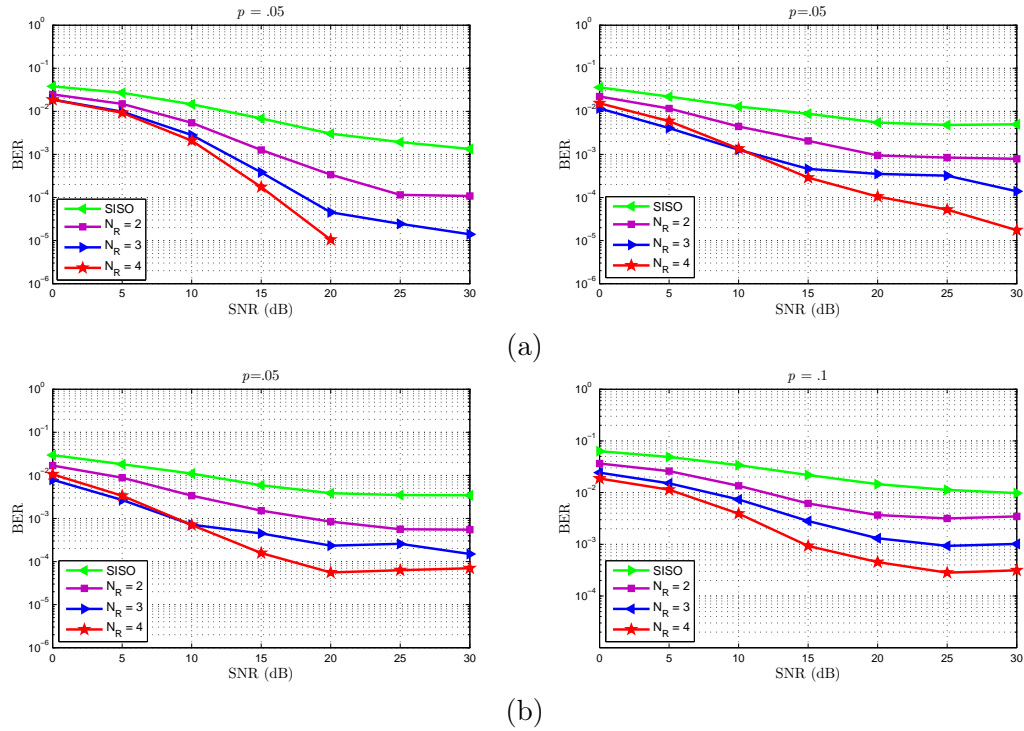 p = .05
10^0
10^-1
10^-2
10^-3
10^-4
10^-5
10^-6
BER
SISO
N_R = 2
N_R = 3
N_R = 4
0 5 10 15 20 25 30
SNR (dB)
p=.05
10^0
10^-1
10^-2
10^-3
10^-4
10^-5
10^-6
BER
SISO
N_R = 2
N_R = 3
N_R = 4
0 5 10 15 20 25 30
SNR (dB)
(a)
p=.05
10^0
10^-1
10^-2
10^-3
10^-4
10^-5
10^-6
BER
SISO
N_R = 2
N_R = 3
N_R = 4
0 5 10 15 20 25 30
SNR (dB)
p = .1
10^0
10^-1
10^-2
10^-3
10^-4
BER
SISO
N_R = 2
N_R = 3
N_R = 4
0 5 10 15 20 25 30
SNR (dB)
(b)